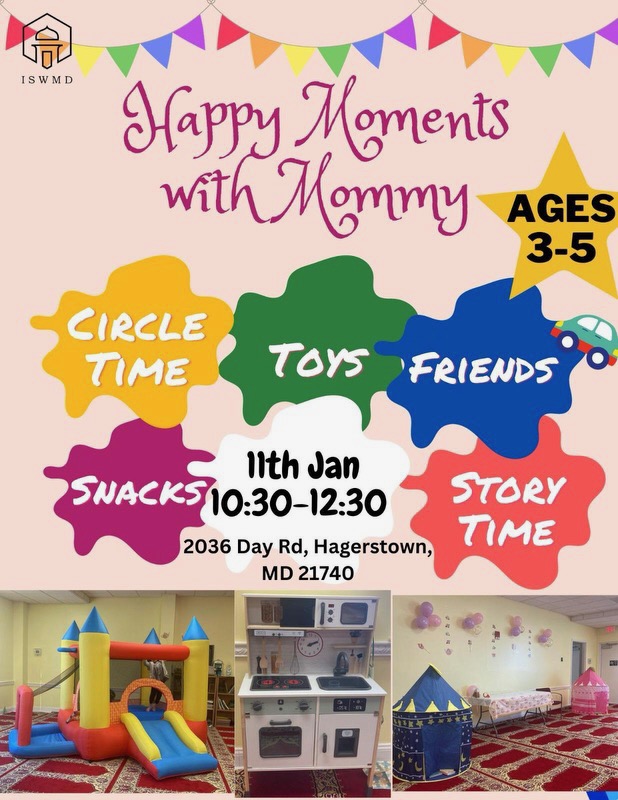 ISWMD
Happy Moments
with Mommy
AGES
3-5
CIRCLE
TIME
TOYS
FRIENDS
SNACKS
11th Jan
10:30-12:30
STORY
TIME
2036 Day Rd, Hagerstown,
MD 21740